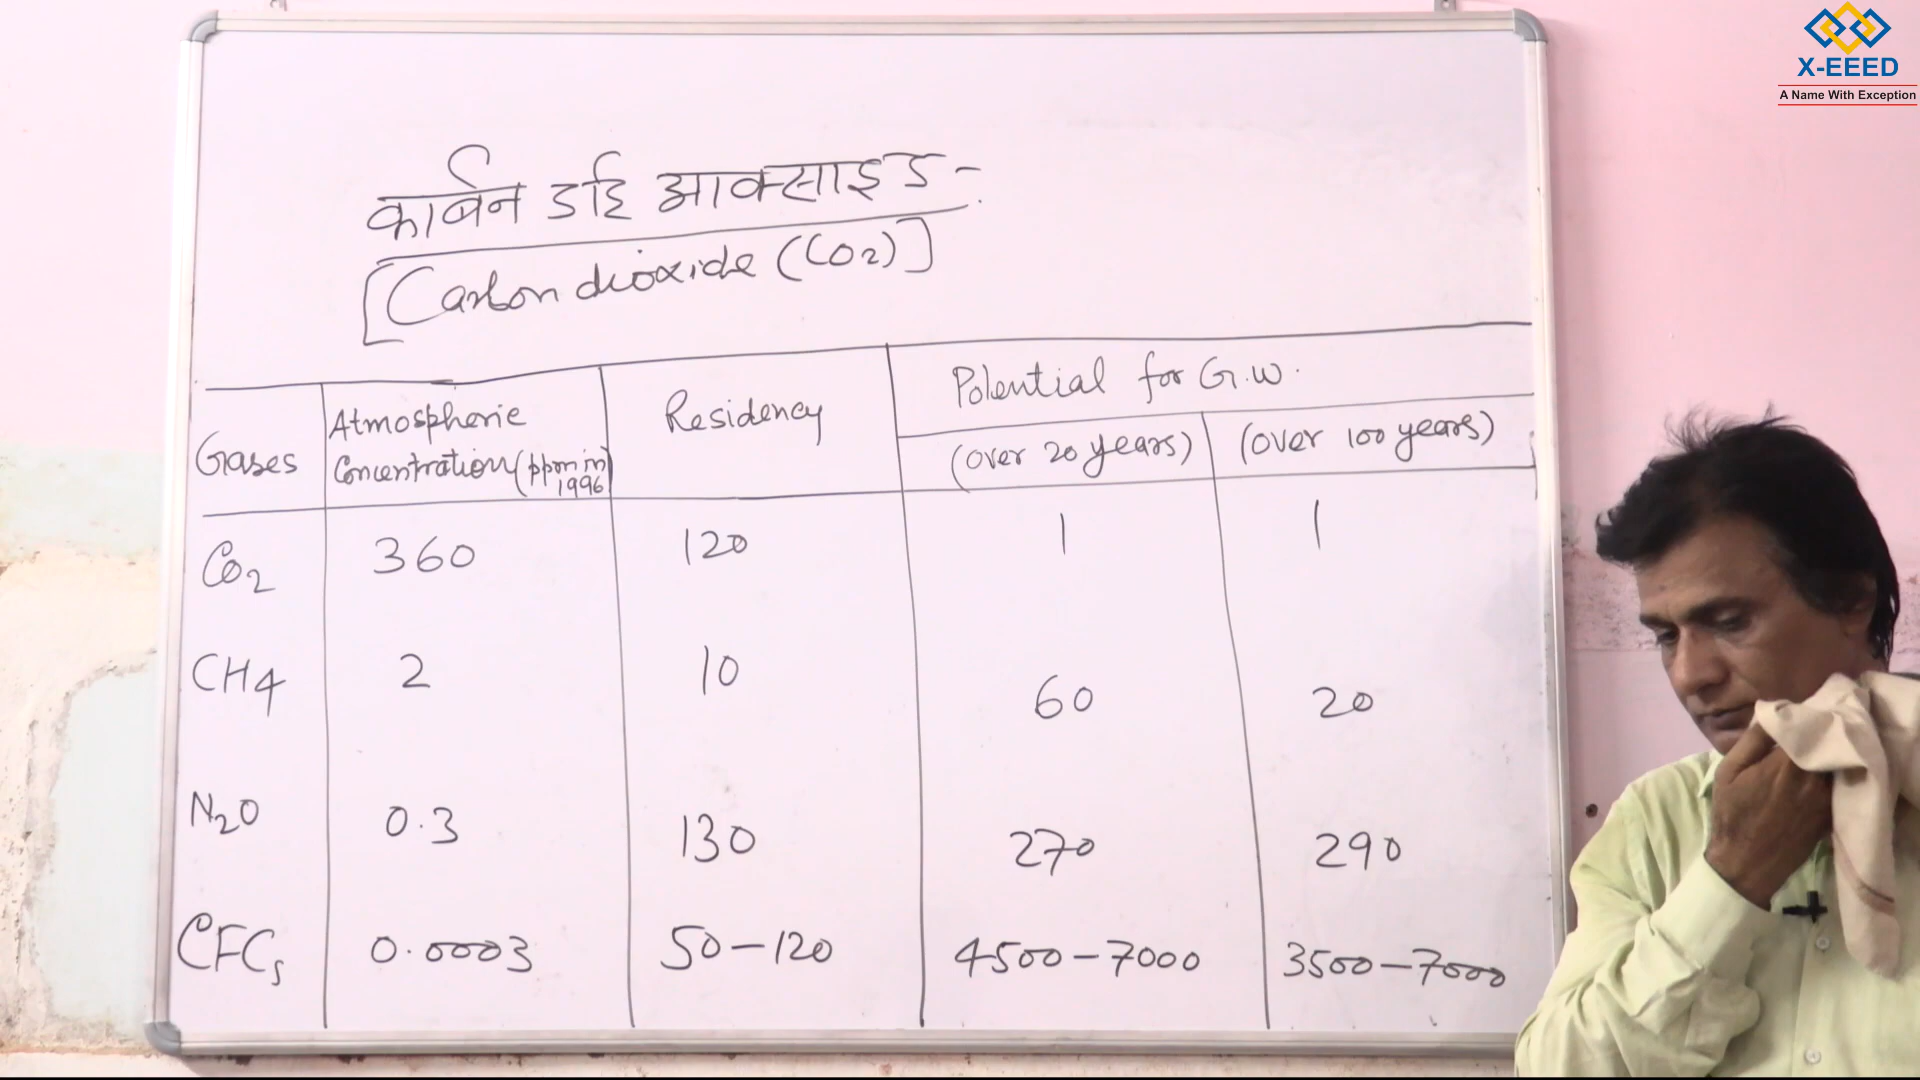 X-EEED
A Name With Exception
कार्बन डाई आक्साइड -
[Carbon dioxide (CO2)]
Gases Atmospheric Concentration (ppm in 1996) Residency Potential for G.W.
(over 20 years) (over 100 years)
CO2 360 120 1 1
CH4 2 10 60 20
N2O 0.3 130 270 290
CFCs 0.0003 50-120 4500-7000 3500-7000